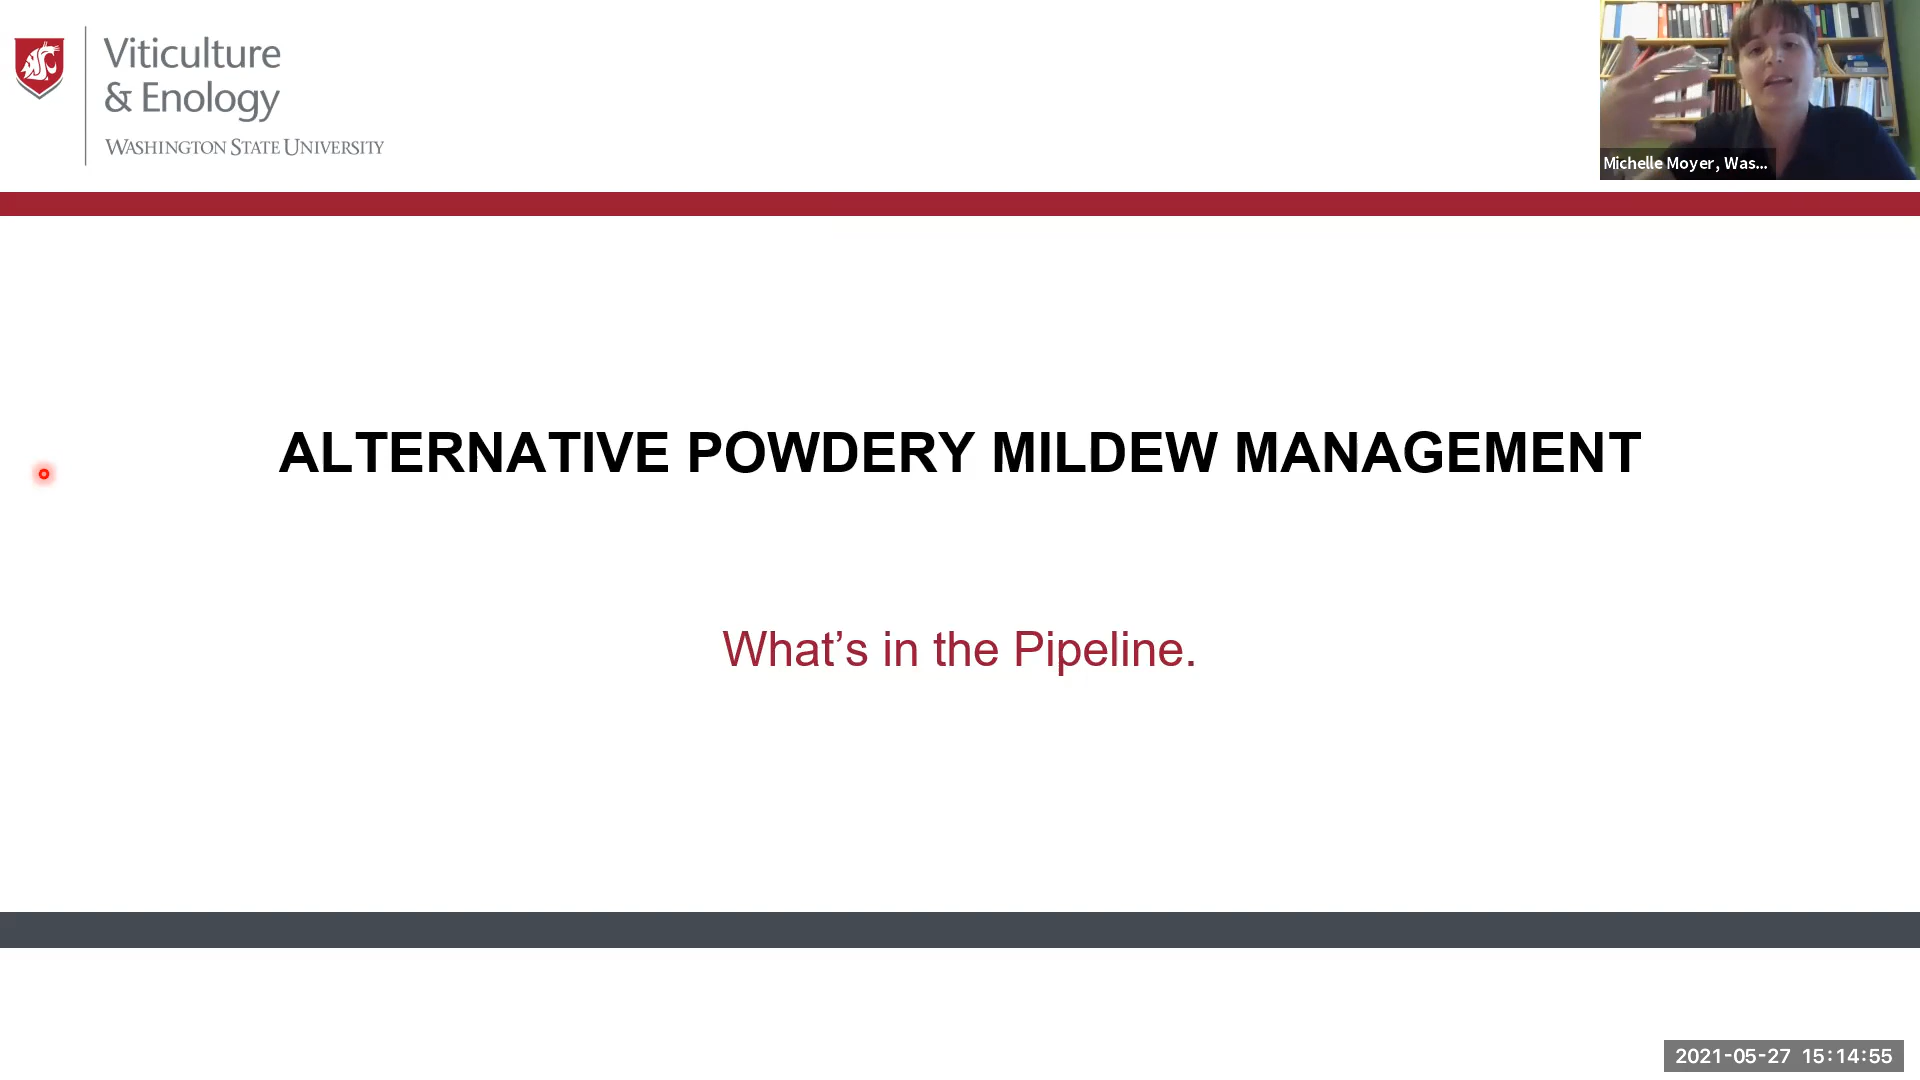 Viticulture
& Enology
WASHINGTON STATE UNIVERSITY
Michelle Moyer, Was...
ALTERNATIVE POWDERY MILDEW MANAGEMENT
What’s in the Pipeline.
2021-05-27 15:14:55